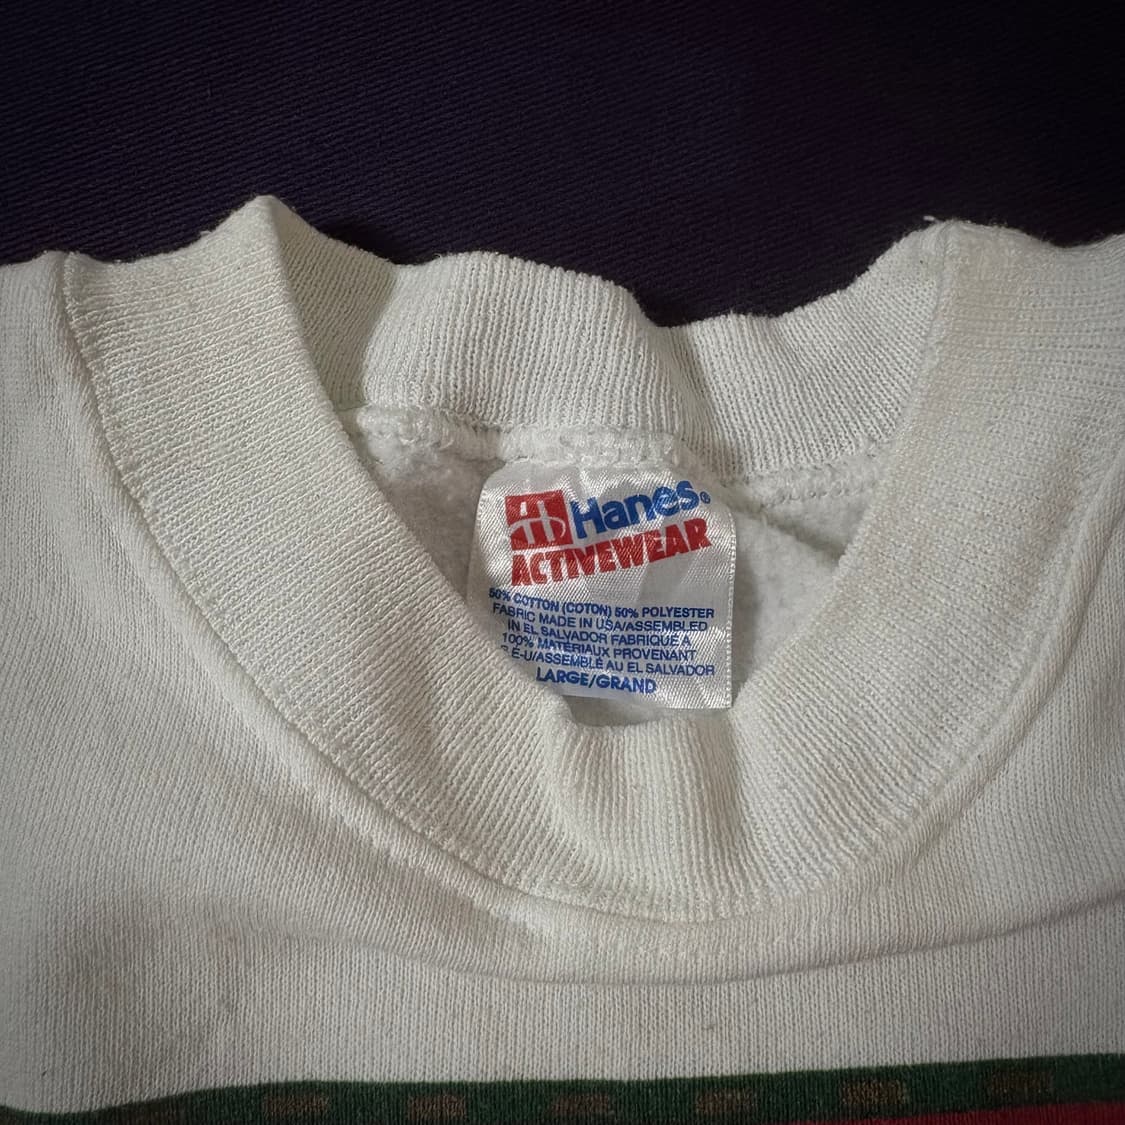 Hanes®
ACTIVEWEAR
50% COTTON (COTON) 50% POLYESTER
FABRIC MADE IN USA/ASSEMBLED
IN EL SALVADOR FABRIQUE À
100% MATÉRIAUX PROVENANT
E-U/ASSEMBLÉ AU EL SALVADOR
LARGE/GRAND